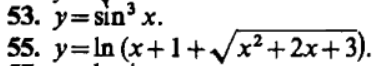 53. y=sin³ x.
55. y=ln (x+1+√x²+2x+3).